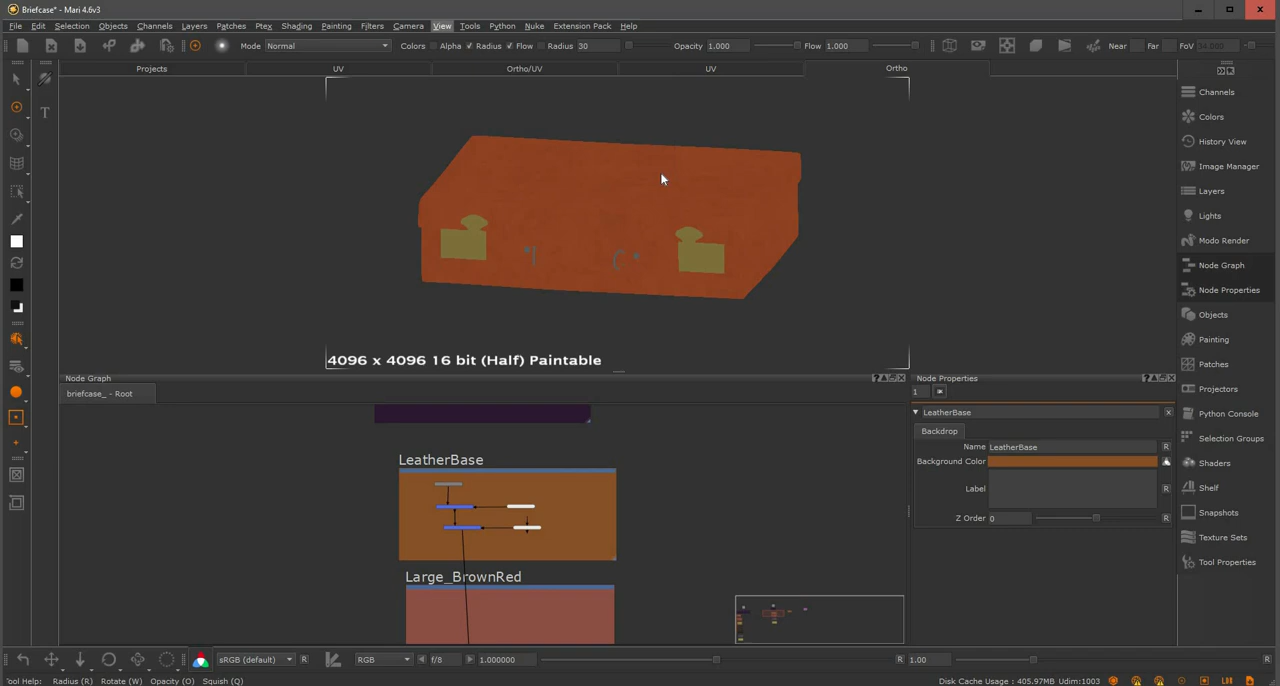 Briefcase* - Mari 4.6v3
File Edit Selection Objects Channels Layers Patches Ptex Shading Painting Filters Camera View Tools Python Nuke Extension Pack Help
Mode Normal Colors Alpha Radius Flow Radius 30 Opacity 1.000 Flow 1.000 Near Far FoV 24.000
Projects UV Ortho/UV UV Ortho
T
Channels
Colors
History View
Image Manager
Layers
Lights
Modo Render
Node Graph
Node Properties
Objects
Painting
Patches
Projectors
Python Console
Selection Groups
Shaders
Shelf
Snapshots
Texture Sets
Tool Properties
4096 x 4096 16 bit (Half) Paintable
Node Graph
briefcase_ - Root
LeatherBase
Large_BrownRed
Node Properties
1
LeatherBase
Backdrop
Name LeatherBase R
Background Color
Label R
Z Order 0 R
sRGB (default) R RGB f/8 1.000000 R 1.00 R
'ool Help: Radius (R) Rotate (W) Opacity (O) Squish (Q) Disk Cache Usage : 405.97MB Udim:1003